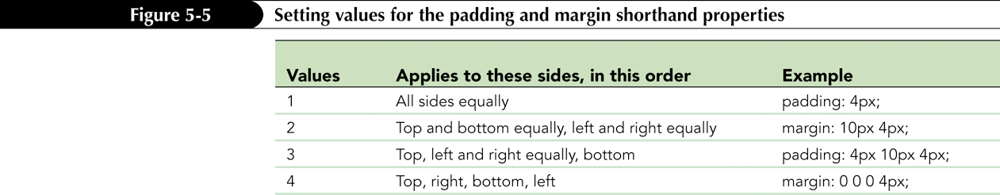 Figure 5-5 Setting values for the padding and margin shorthand properties
Values Applies to these sides, in this order Example
1 All sides equally padding: 4px;
2 Top and bottom equally, left and right equally margin: 10px 4px;
3 Top, left and right equally, bottom padding: 4px 10px 4px;
4 Top, right, bottom, left margin: 0 0 0 4px;